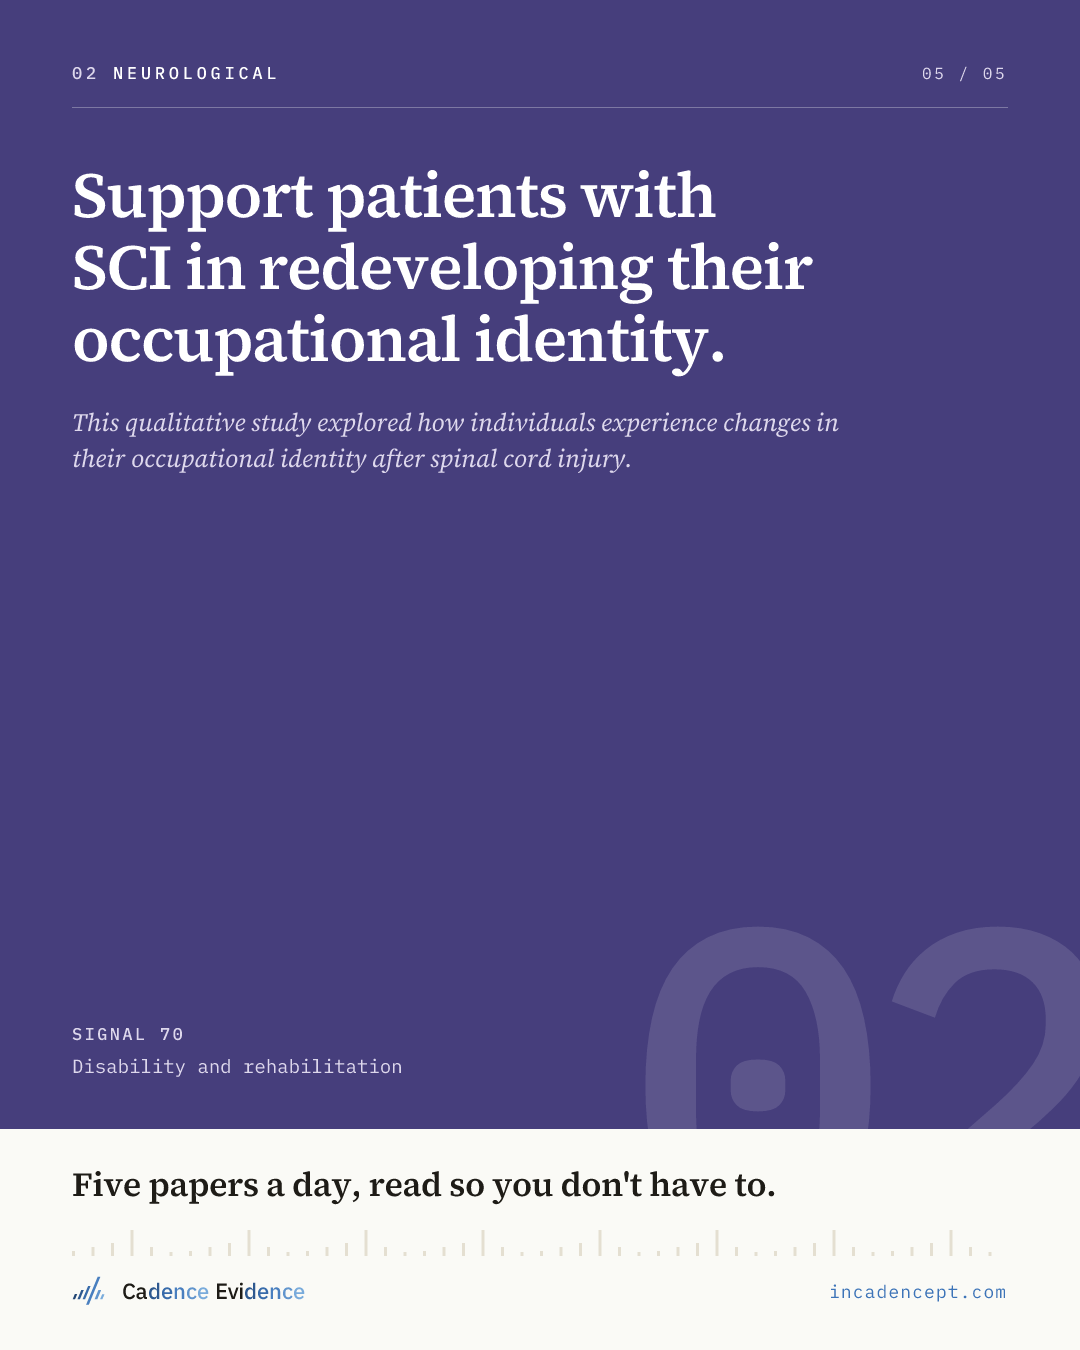 02 NEUROLOGICAL
05 / 05
Support patients with
SCI in redeveloping their
occupational identity.
This qualitative study explored how individuals experience changes in
their occupational identity after spinal cord injury.
SIGNAL 70
Disability and rehabilitation
02
Five papers a day, read so you don't have to.
Cadence Evidence
incadencept.com